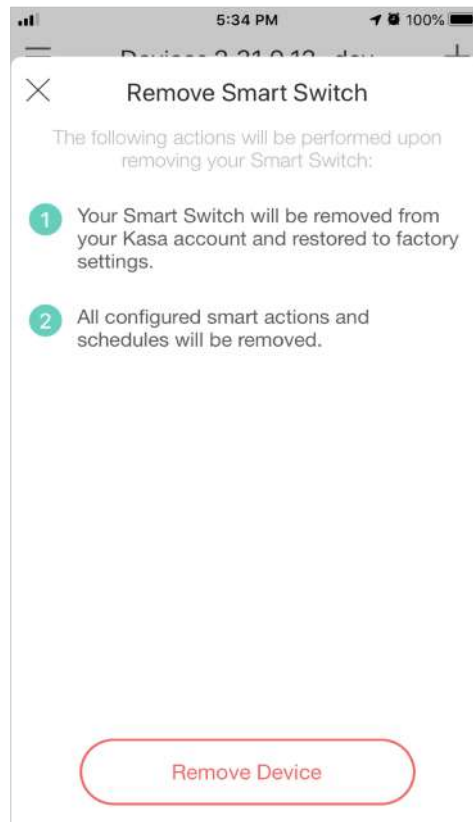 5:34 PM
100%
Remove Smart Switch
The following actions will be performed upon
removing your Smart Switch:
1
Your Smart Switch will be removed from
your Kasa account and restored to factory
settings.
2
All configured smart actions and
schedules will be removed.
Remove Device